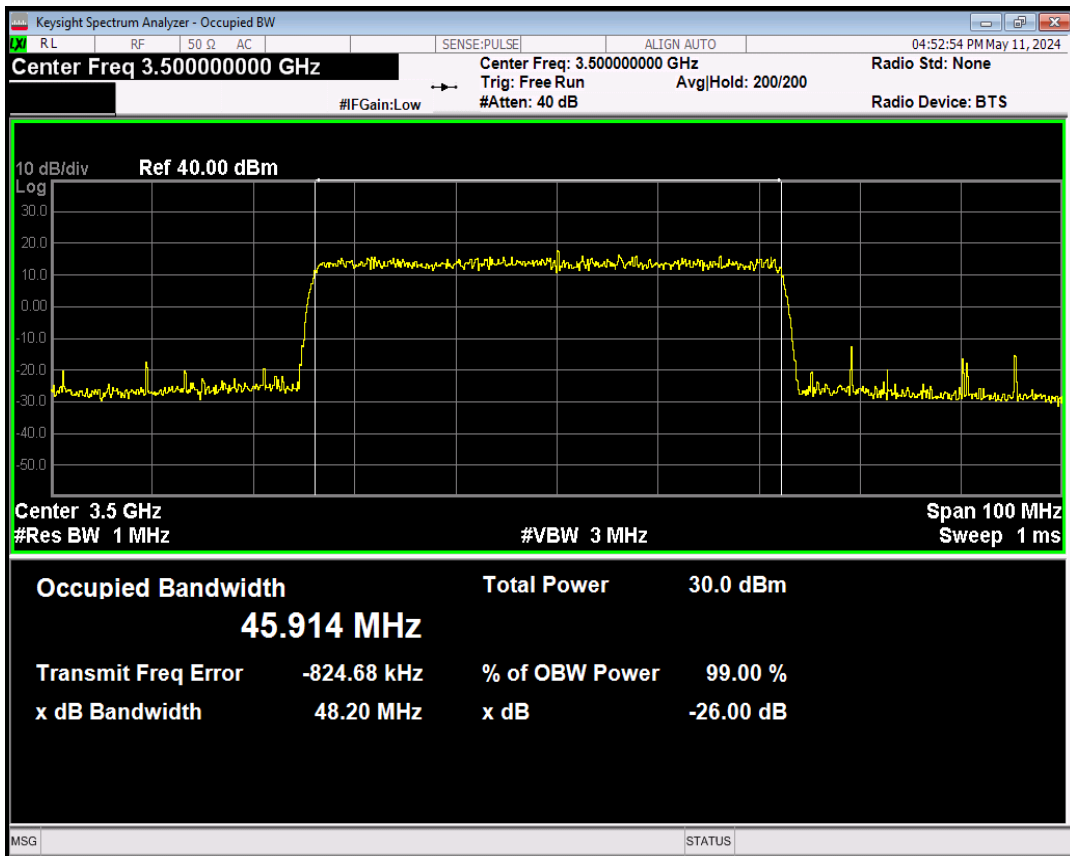 Keysight Spectrum Analyzer - Occupied BW
LXI RL RF 50 Ω AC SENSE:PULSE ALIGN AUTO 04:52:54 PM May 11, 2024
Center Freq 3.500000000 GHz Center Freq: 3.500000000 GHz Radio Std: None
Trig: Free Run Avg|Hold: 200/200
#IFGain:Low #Atten: 40 dB Radio Device: BTS
10 dB/div Ref 40.00 dBm
Log
30.0
20.0
10.0
0.00
-10.0
-20.0
-30.0
-40.0
-50.0
Center 3.5 GHz Span 100 MHz
#Res BW 1 MHz #VBW 3 MHz Sweep 1 ms
Occupied Bandwidth Total Power 30.0 dBm
45.914 MHz
Transmit Freq Error -824.68 kHz % of OBW Power 99.00 %
x dB Bandwidth 48.20 MHz x dB -26.00 dB
MSG STATUS